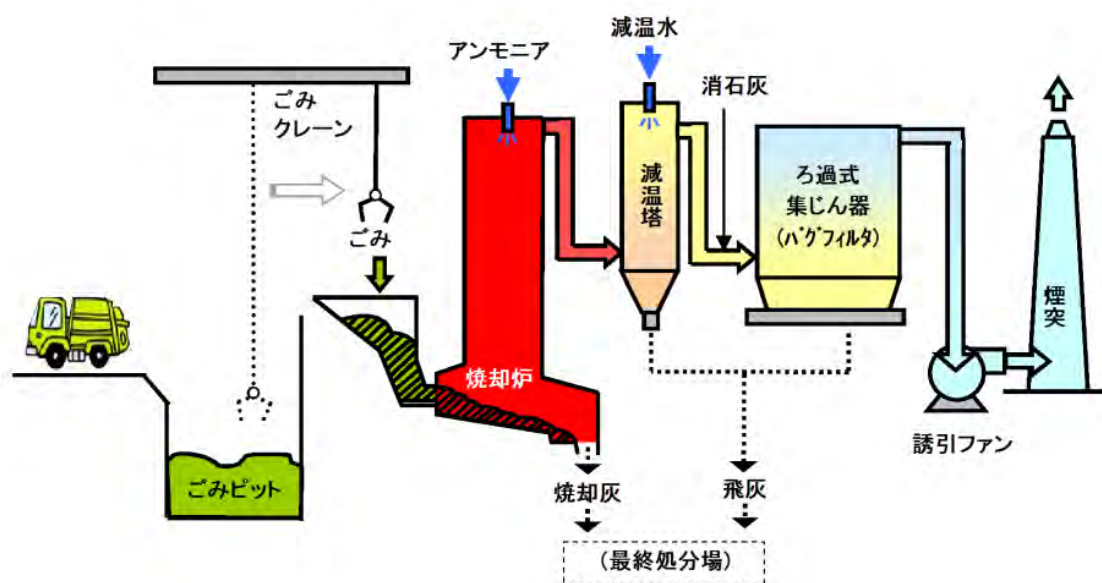 減温水
アンモニア
消石灰
ごみ
クレーン
ろ過式
集じん器
(ﾊﾞｸﾞﾌｨﾙﾀ)
減温塔
ごみ
煙突
焼却炉
誘引ファン
ごみピット
焼却灰
飛灰
(最終処分場)